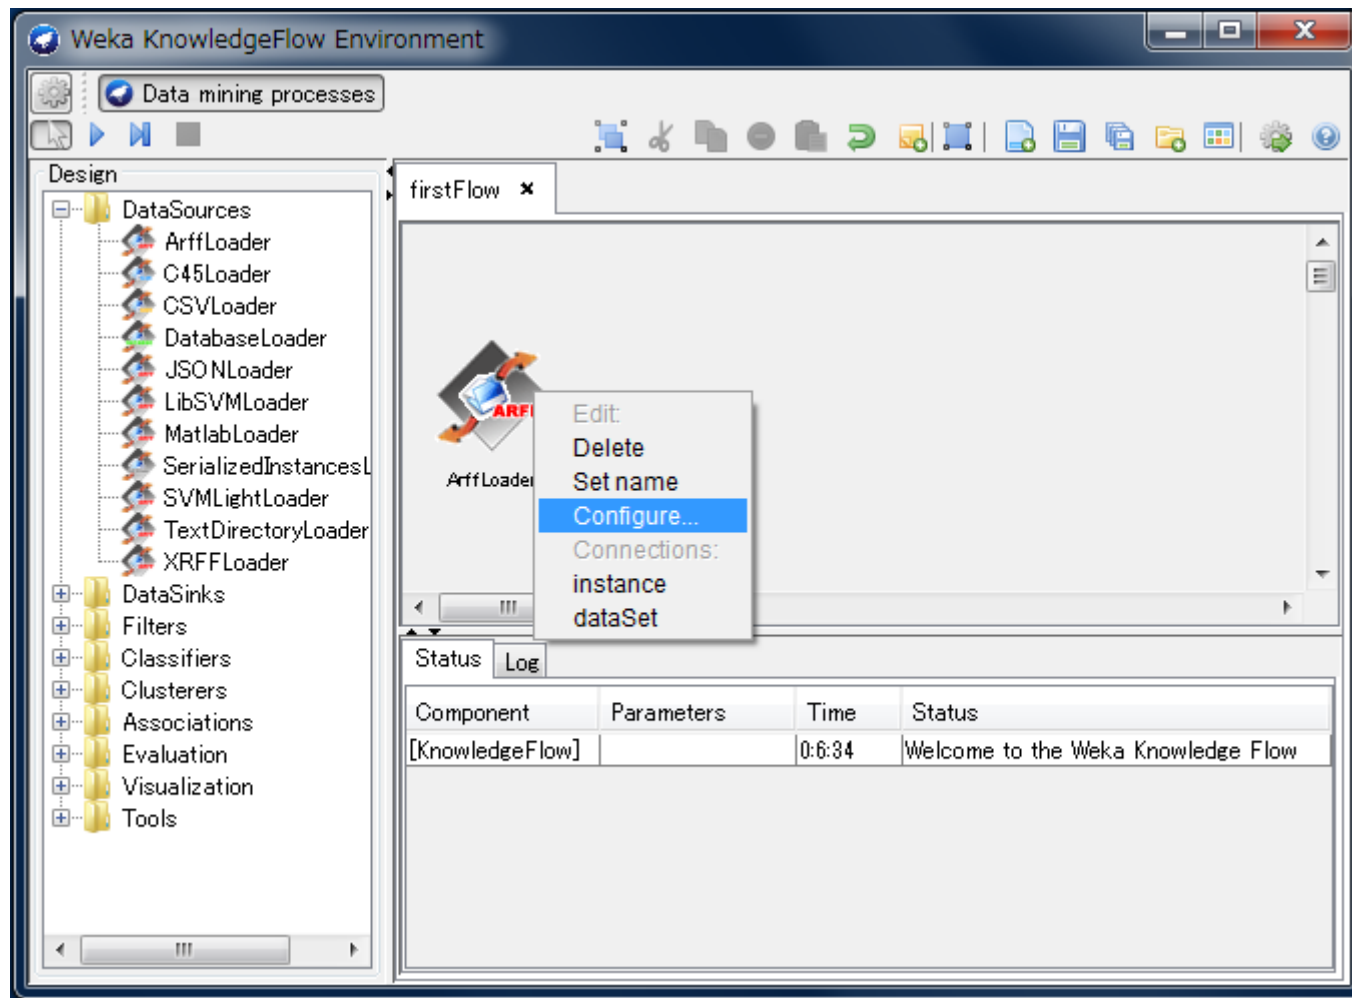 Weka KnowledgeFlow Environment
Data mining processes
Design
DataSources
ArffLoader
C45Loader
CSVLoader
DatabaseLoader
JSONLoader
LibSVMLoader
MatlabLoader
SerializedInstancesL
SVMLightLoader
TextDirectoryLoader
XRFFLoader
DataSinks
Filters
Classifiers
Clusterers
Associations
Evaluation
Visualization
Tools
firstFlow
ARFF
ArffLoader
Edit:
Delete
Set name
Configure...
Connections:
instance
dataSet
Status Log
Component Parameters Time Status
[KnowledgeFlow] 0:6:34 Welcome to the Weka Knowledge Flow